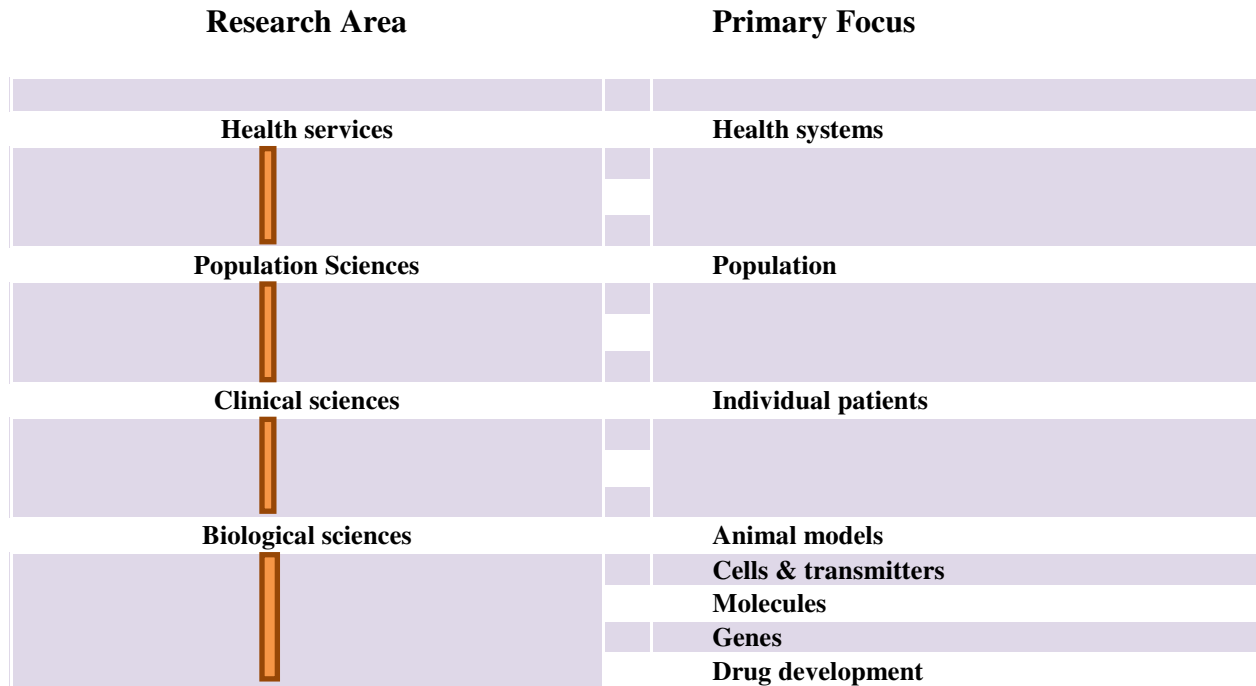 Research Area Primary Focus
Health services Health systems
Population Sciences Population
Clinical sciences Individual patients
Biological sciences Animal models
Cells & transmitters
Molecules
Genes
Drug development